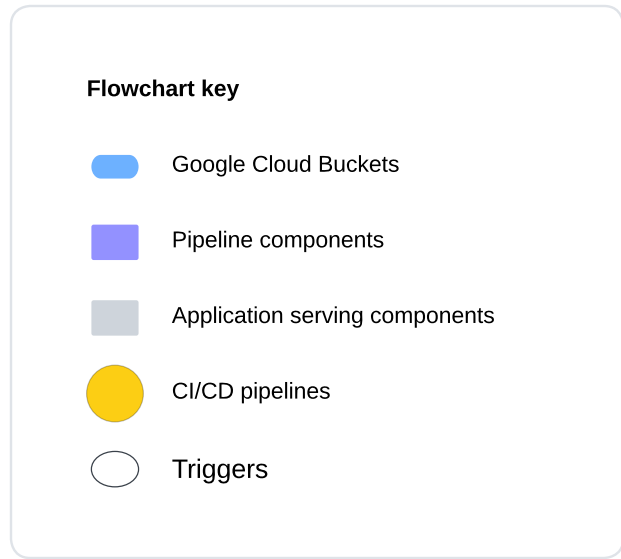 Flowchart key
Google Cloud Buckets
Pipeline components
Application serving components
CI/CD pipelines
Triggers